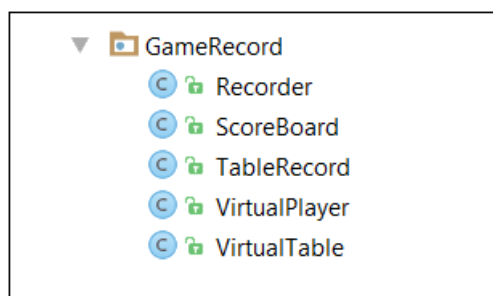 GameRecord
C Recorder
C ScoreBoard
C TableRecord
C VirtualPlayer
C VirtualTable